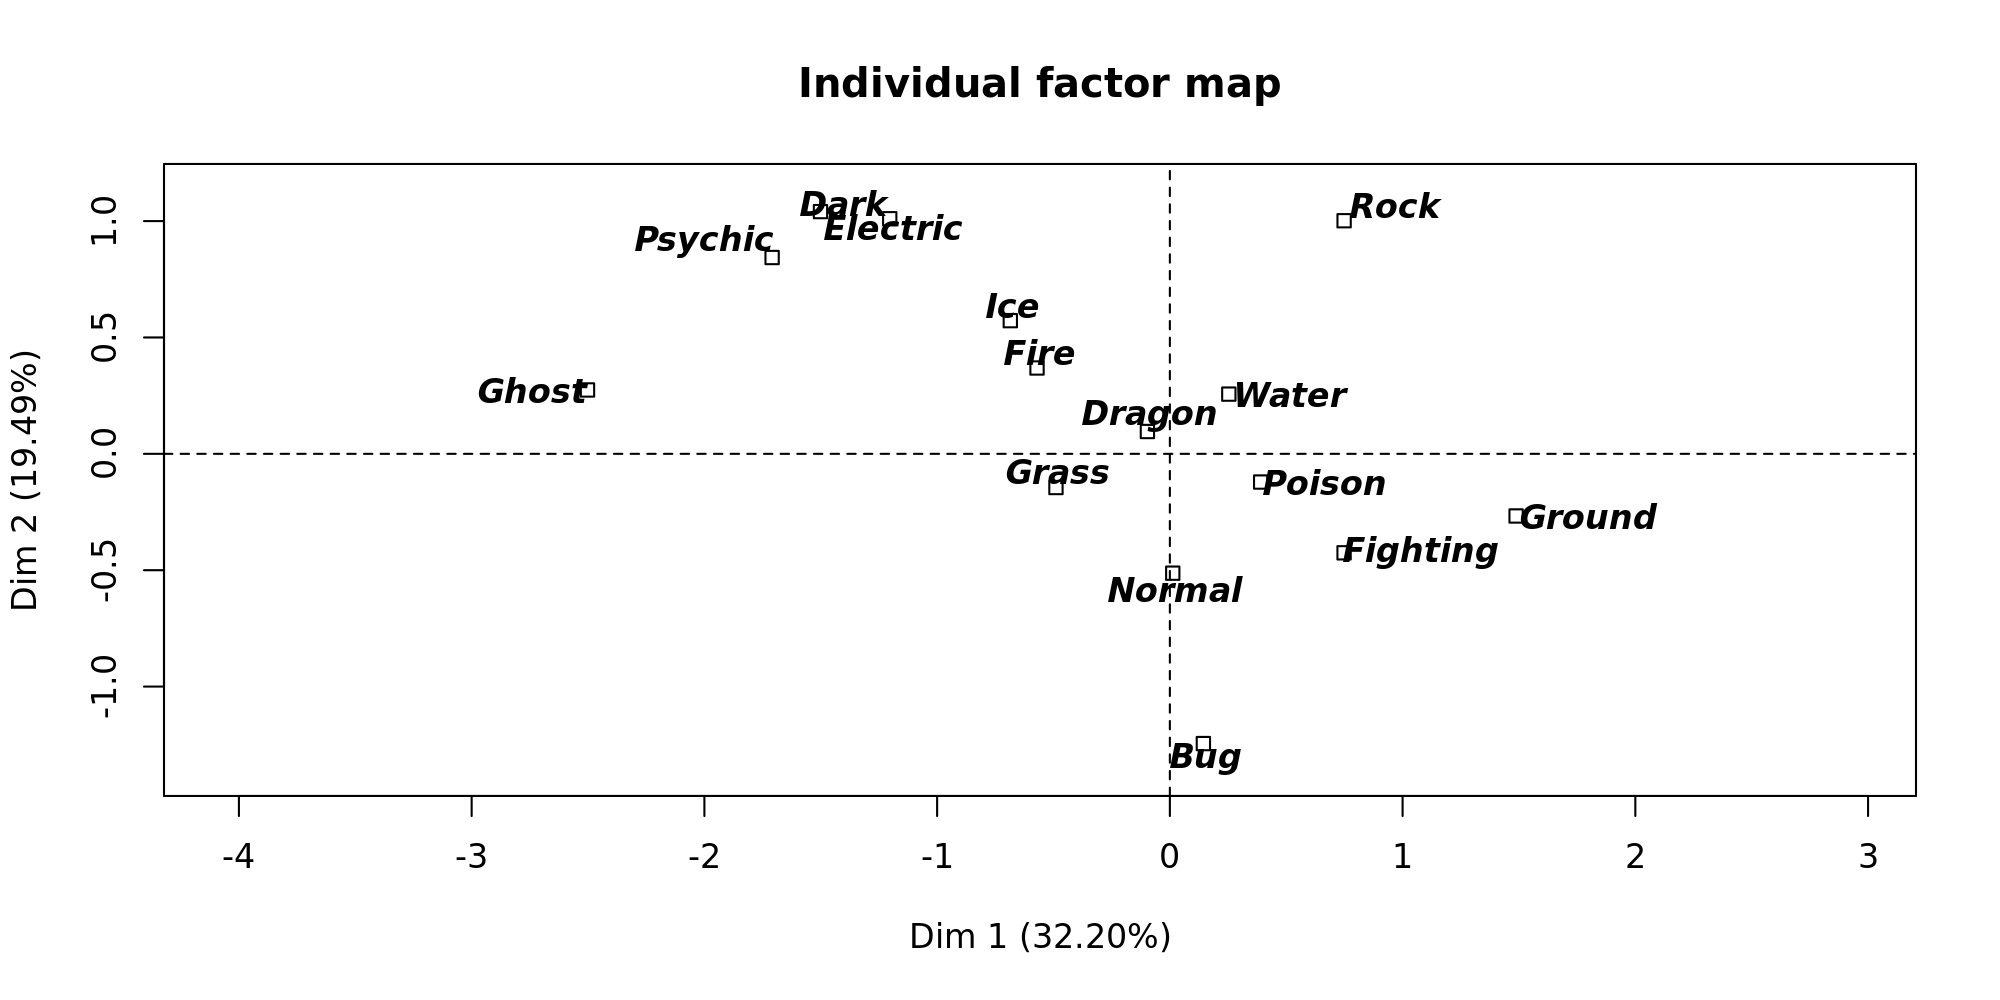 Individual factor map
Dark
Rock
Electric
Psychic
Ice
Fire
Ghost
Water
Dragon
Grass
Poison
Ground
Fighting
Normal
Bug
1.0
0.5
0.0
-0.5
-1.0
Dim 2 (19.49%)
-4 -3 -2 -1 0 1 2 3
Dim 1 (32.20%)